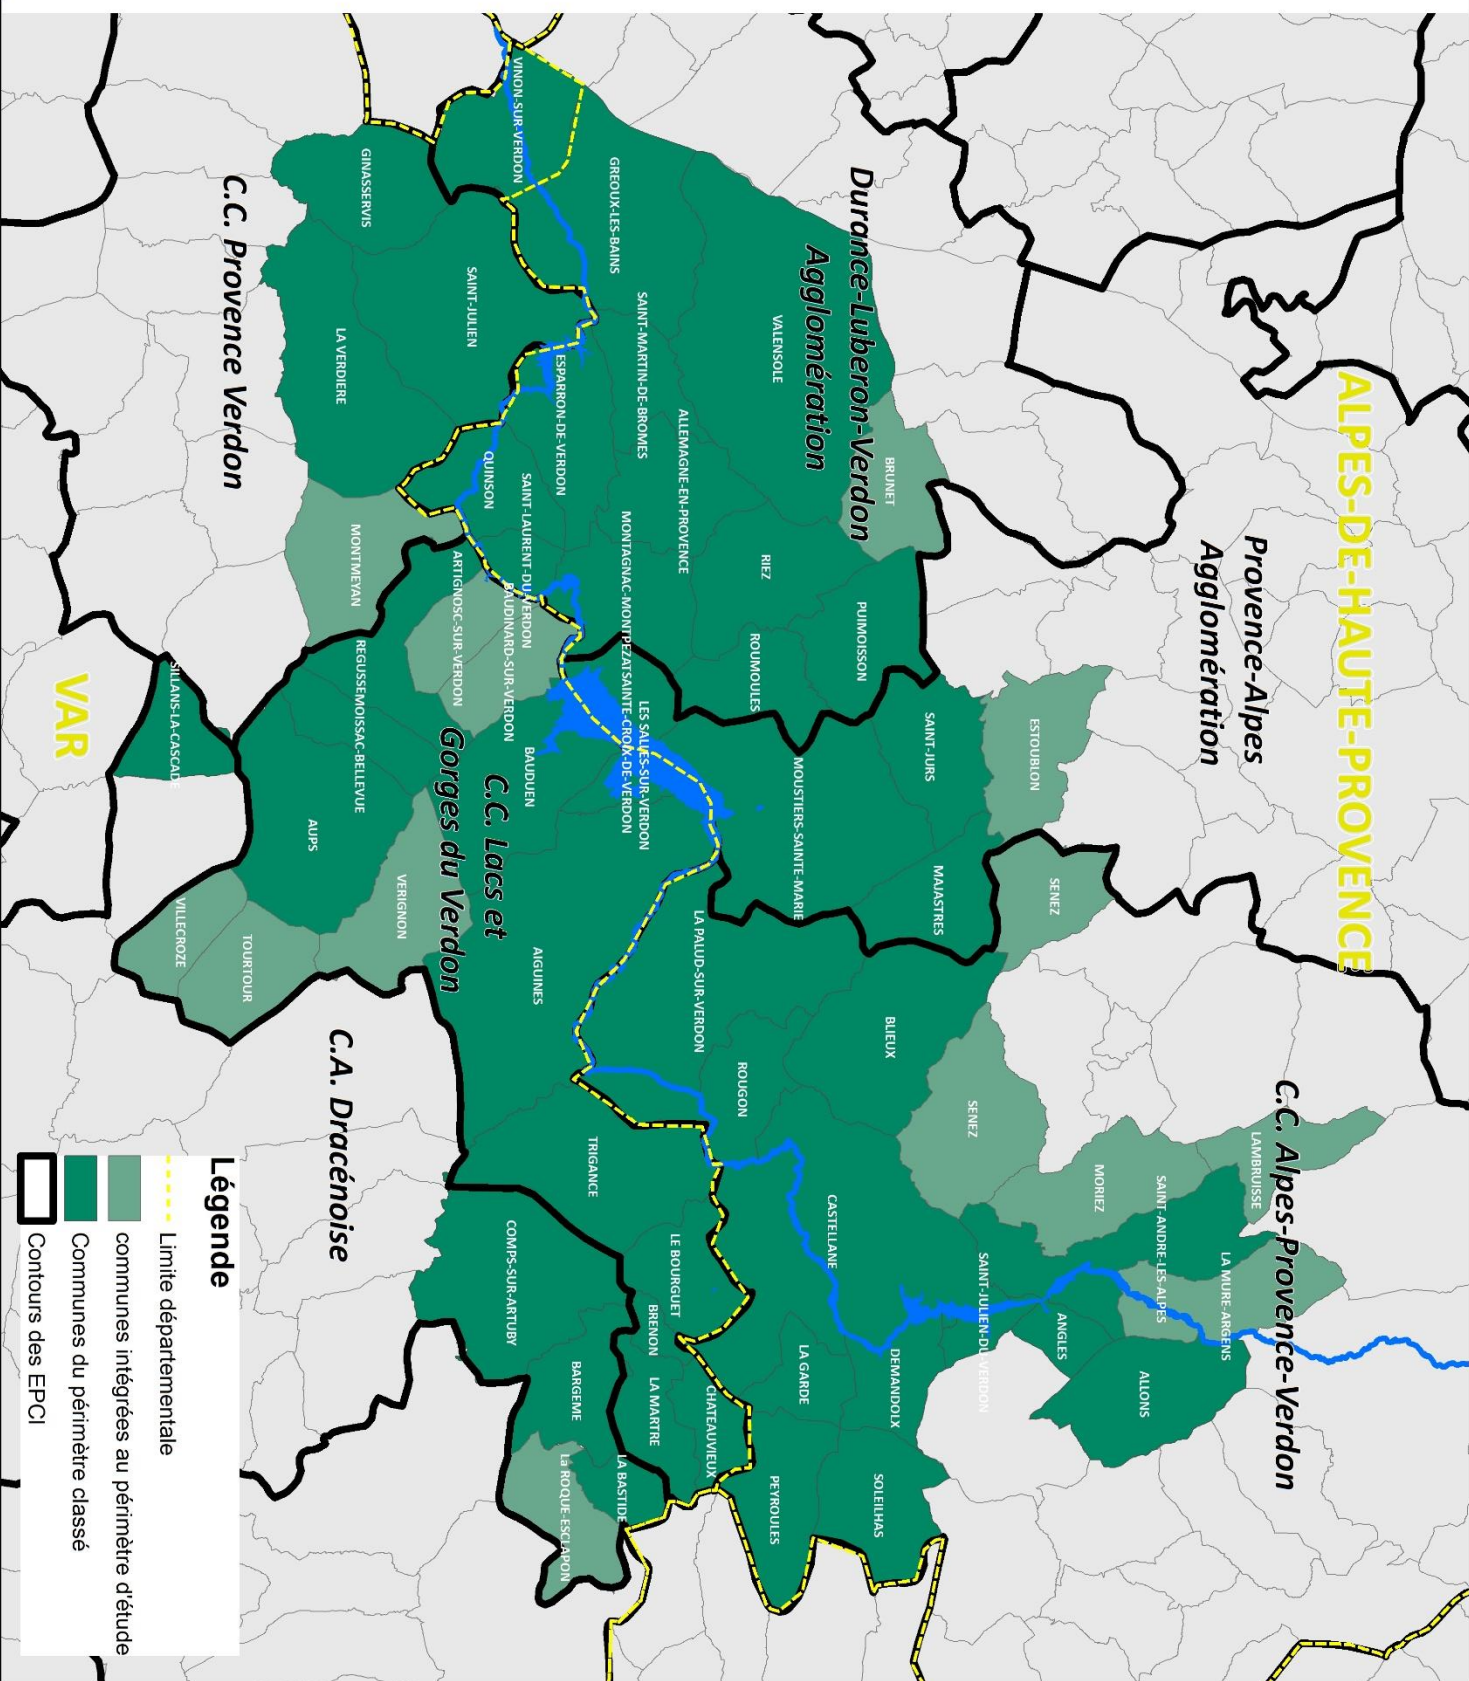 ALPES-DE-HAUTE-PROVENCE
Provence-Alpes
Agglomération
C.C. Alpes-Provence-Verdon
LAMBRUISSE
LA MURE-ARGENS
SAINT-ANDRE-LES-ALPES
ALLONS
MORIEZ
ANGLES
ESTOUBLON
SENEZ
SENEZ
SAINT-JULIEN-DU-VERDON
SAINT-JURS
MAJASTRES
BLIEUX
DEMANDOLX
SOLEILHAS
Durance-Luberon-Verdon
Agglomération
BRUNET
PUIMOISSON
VALENSOLE
RIEZ
ROUMOULES
MOUSTIERS-SAINTE-MARIE
CASTELLANE
LA GARDE
PEYROULES
ROUGON
LA PALUD-SUR-VERDON
ALLEMAGNE-EN-PROVENCE
CHATEAUVIEUX
GREOUX-LES-BAINS
SAINT-MARTIN-DE-BROMES
MONTAGNAC-MONTPEZAT
SAINTE-CROIX-DE-VERDON
LES SALLES-SUR-VERDON
LE BOURGUET
BRENON
LA MARTRE
LA BASTIDE
TRIGANCE
BARGEME
La ROQUE-ESCLAPON
ESPARRON-DE-VERDON
VINON-SUR-VERDON
QUINSON
SAINT-LAURENT-DU-VERDON
BAUDINARD-SUR-VERDON
BAUDUEN
AIGUINES
COMPS-SUR-ARTUBY
C.C. Lacs et
Gorges du Verdon
SAINT-JULIEN
ARTIGNOSC-SUR-VERDON
VERIGNON
GINASSERVIS
LA VERDIERE
MONTMEYAN
REGUSSE
MOISSAC-BELLEVUE
AUPS
C.A. Dracénoise
C.C. Provence Verdon
TOURTOUR
VILLECROZE
SILLANS-LA-CASCADE
VAR
Légende
Limite départementale
communes intégrées au périmètre d'étude
Communes du périmètre classé
Contours des EPCI